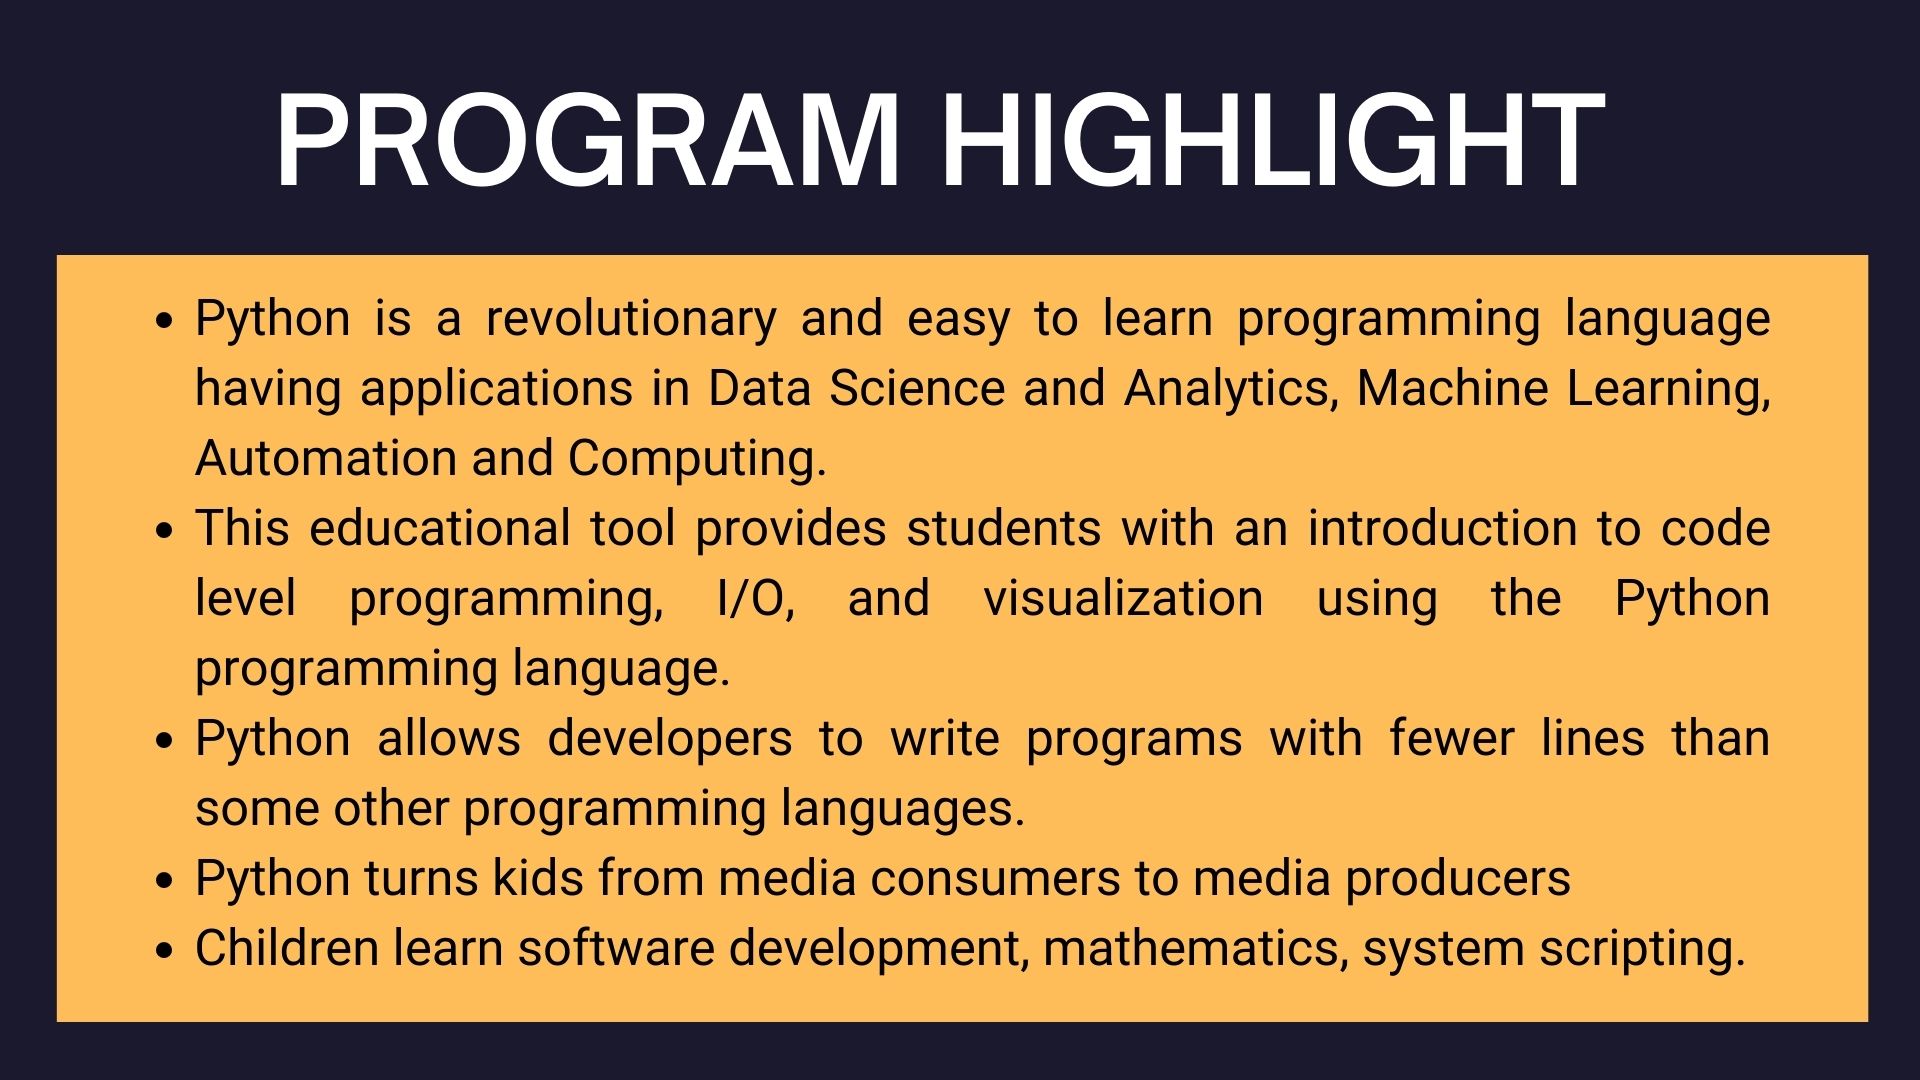 PROGRAM HIGHLIGHT
• Python is a revolutionary and easy to learn programming language
having applications in Data Science and Analytics, Machine Learning,
Automation and Computing.
• This educational tool provides students with an introduction to code
level programming, I/O, and visualization using the Python
programming language.
• Python allows developers to write programs with fewer lines than
some other programming languages.
• Python turns kids from media consumers to media producers
• Children learn software development, mathematics, system scripting.